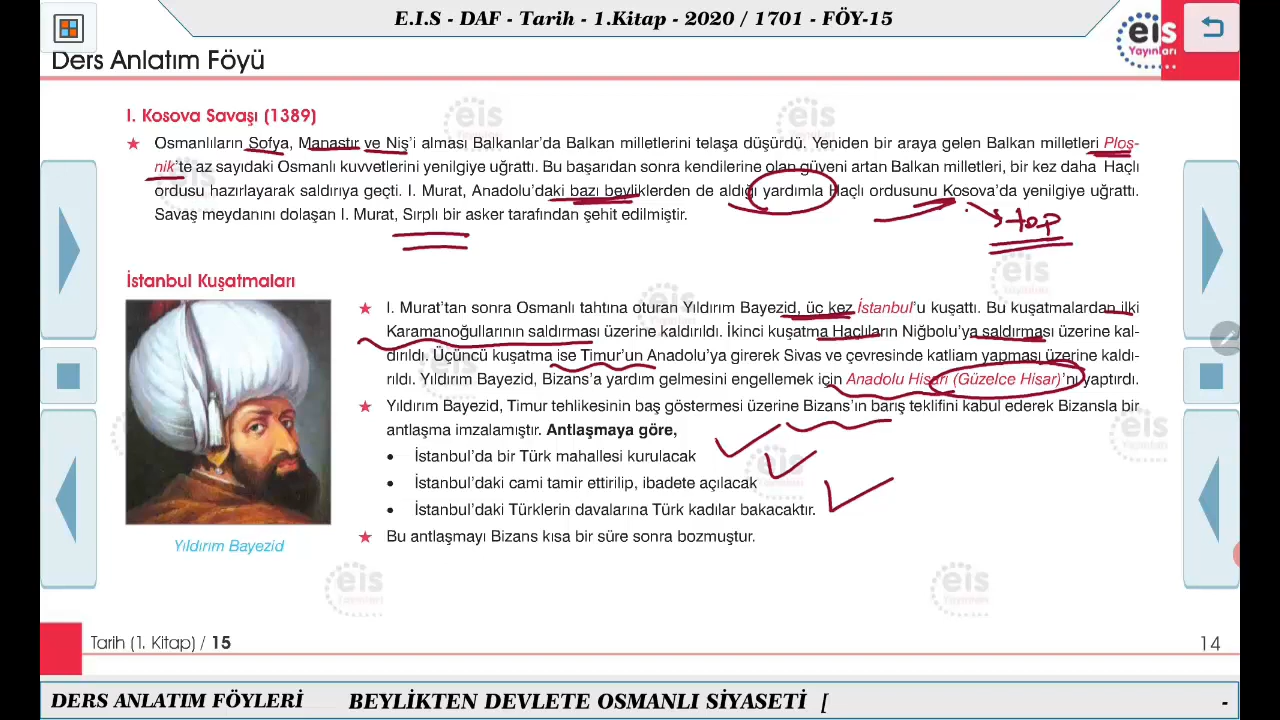 E.I.S - DAF - Tarih - 1.Kitap - 2020 / 1701 - FÖY-15
eis
Yayınları
Ders Anlatım Föyü
I. Kosova Savaşı (1389)
★ Osmanlıların Sofya, Manastır ve Niş'i alması Balkanlar'da Balkan milletlerini telaşa düşürdü. Yeniden bir araya gelen Balkan milletleri Ploş-
nik'te az sayıdaki Osmanlı kuvvetlerini yenilgiye uğrattı. Bu başarıdan sonra kendilerine olan güveni artan Balkan milletleri, bir kez daha Haçlı
ordusu hazırlayarak saldırıya geçti. I. Murat, Anadolu'daki bazı beyliklerden de aldığı yardımla Haçlı ordusunu Kosova'da yenilgiye uğrattı.
Savaş meydanını dolaşan I. Murat, Sırplı bir asker tarafından şehit edilmiştir.
top
İstanbul Kuşatmaları
★ I. Murat'tan sonra Osmanlı tahtına oturan Yıldırım Bayezid, üç kez İstanbul'u kuşattı. Bu kuşatmalardan ilki
Karamanoğullarının saldırması üzerine kaldırıldı. İkinci kuşatma Haçlıların Niğbolu'ya saldırması üzerine kal-
dırıldı. Üçüncü kuşatma ise Timur'un Anadolu'ya girerek Sivas ve çevresinde katliam yapması üzerine kaldı-
rıldı. Yıldırım Bayezid, Bizans'a yardım gelmesini engellemek için Anadolu Hisarı (Güzelce Hisar)'nı yaptırdı.
★ Yıldırım Bayezid, Timur tehlikesinin baş göstermesi üzerine Bizans'ın barış teklifini kabul ederek Bizansla bir
antlaşma imzalamıştır. Antlaşmaya göre,
• İstanbul'da bir Türk mahallesi kurulacak
• İstanbul'daki cami tamir ettirilip, ibadete açılacak
• İstanbul'daki Türklerin davalarına Türk kadılar bakacaktır.
★ Bu antlaşmayı Bizans kısa bir süre sonra bozmuştur.
Yıldırım Bayezid
Tarih (1. Kitap) / 15
14
DERS ANLATIM FÖYLERİ BEYLİKTEN DEVLETE OSMANLI SİYASETİ [ -